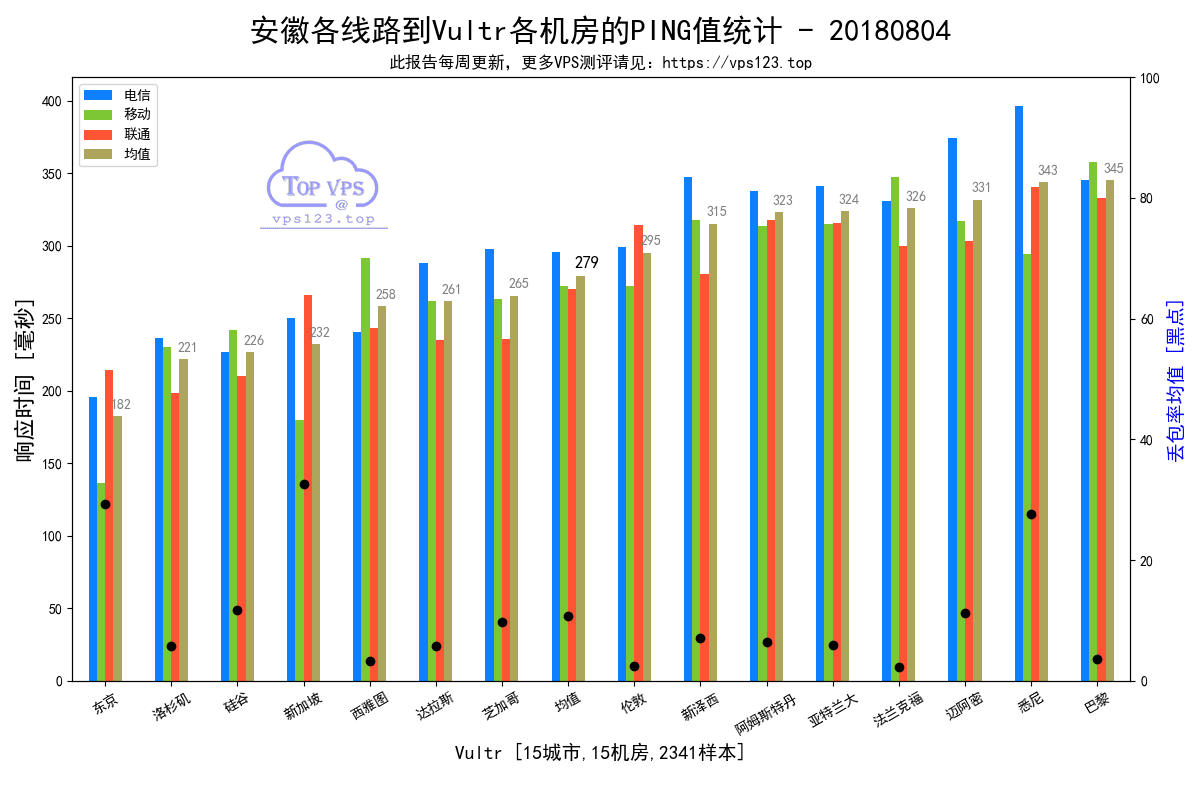 安徽各线路到Vultr各机房的PING值统计 - 20180804
此报告每周更新，更多VPS测评请见：https://vps123.top
电信
移动
联通
均值
TOP VPS
@
vps123.top
响应时间 [毫秒]
400
350
300
250
200
150
100
50
0
182
221
226
232
258
261
265
279
295
315
323
324
326
331
343
345
100
80
60
40
20
0
丢包率均值 [黑点]
东京
洛杉矶
硅谷
新加坡
西雅图
达拉斯
芝加哥
均值
伦敦
新泽西
阿姆斯特丹
亚特兰大
法兰克福
迈阿密
悉尼
巴黎
Vultr [15城市,15机房,2341样本]